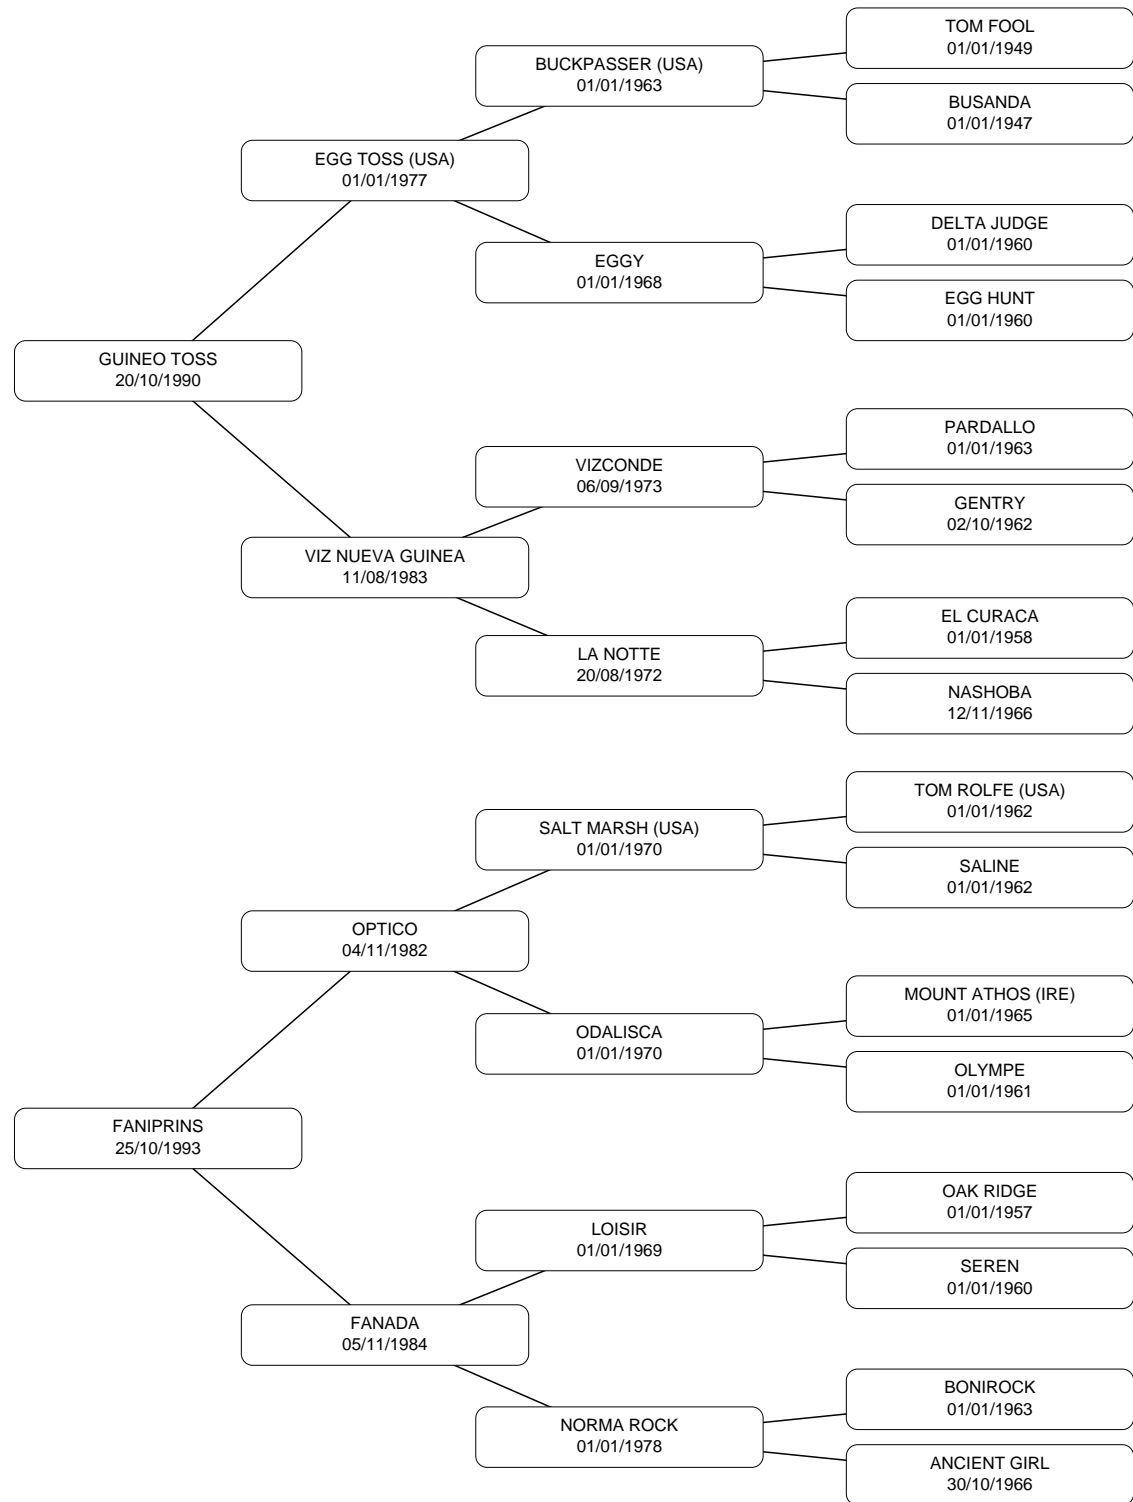 TOM FOOL
01/01/1949
BUCKPASSER (USA)
01/01/1963
BUSANDA
01/01/1947
EGG TOSS (USA)
01/01/1977
DELTA JUDGE
01/01/1960
EGGY
01/01/1968
EGG HUNT
01/01/1960
GUINEO TOSS
20/10/1990
PARDALLO
01/01/1963
VIZCONDE
06/09/1973
GENTRY
02/10/1962
VIZ NUEVA GUINEA
11/08/1983
EL CURACA
01/01/1958
LA NOTTE
20/08/1972
NASHOBA
12/11/1966
TOM ROLFE (USA)
01/01/1962
SALT MARSH (USA)
01/01/1970
SALINE
01/01/1962
OPTICO
04/11/1982
MOUNT ATHOS (IRE)
01/01/1965
ODALISCA
01/01/1970
OLYMPE
01/01/1961
FANIPRINS
25/10/1993
OAK RIDGE
01/01/1957
LOISIR
01/01/1969
SEREN
01/01/1960
FANADA
05/11/1984
BONIROCK
01/01/1963
NORMA ROCK
01/01/1978
ANCIENT GIRL
30/10/1966